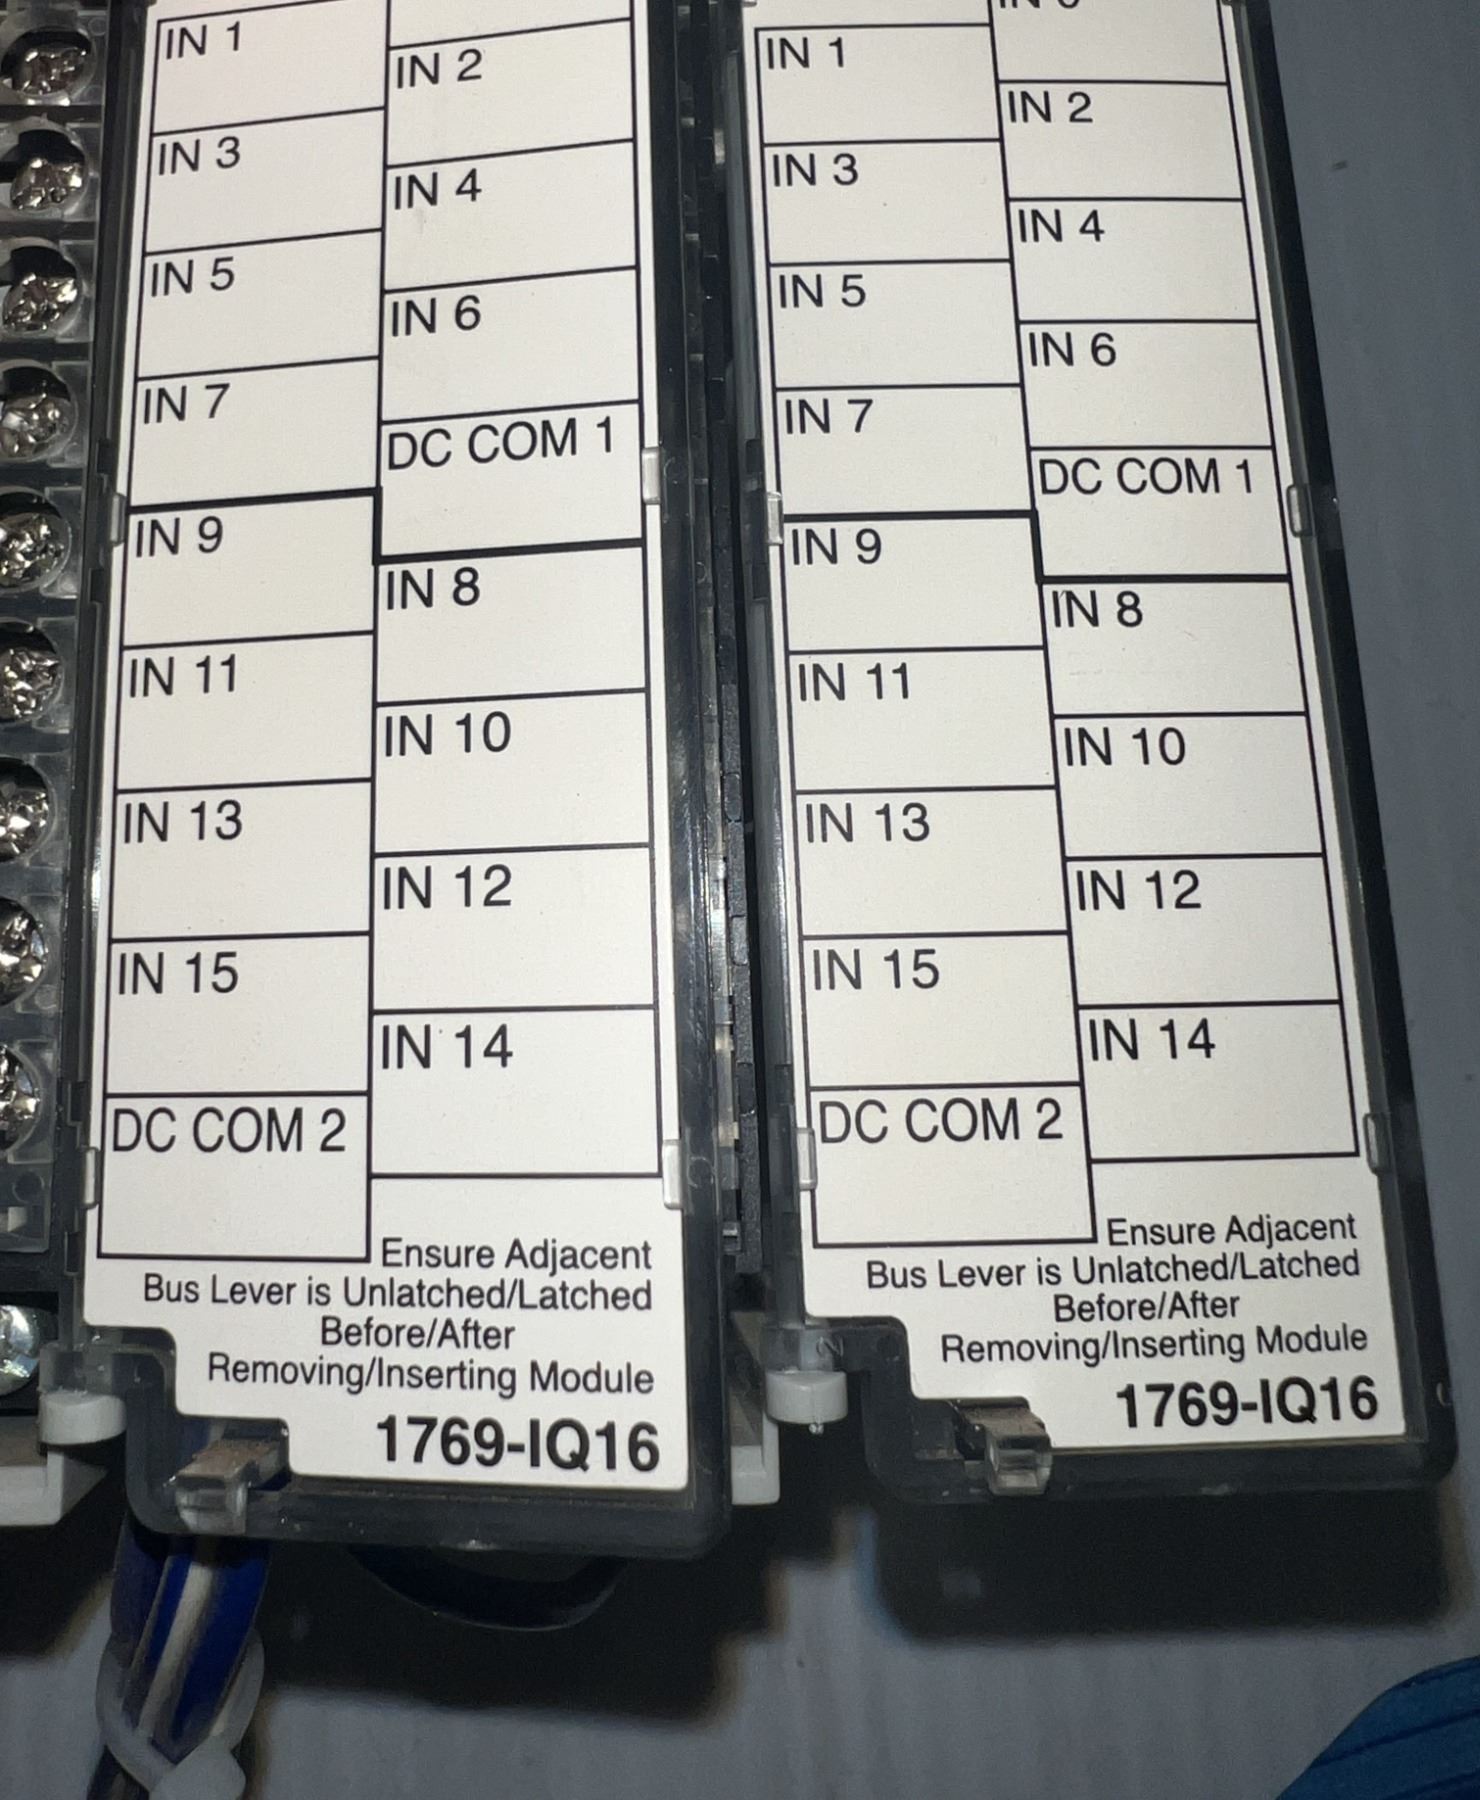 IN 1
IN 2
IN 3
IN 4
IN 5
IN 6
IN 7
DC COM 1
IN 9
IN 8
IN 11
IN 10
IN 13
IN 12
IN 15
IN 14
DC COM 2
Ensure Adjacent
Bus Lever is Unlatched/Latched
Before/After
Removing/Inserting Module
1769-IQ16
IN 1
IN 2
IN 3
IN 4
IN 5
IN 6
IN 7
DC COM 1
IN 9
IN 8
IN 11
IN 10
IN 13
IN 12
IN 15
IN 14
DC COM 2
Ensure Adjacent
Bus Lever is Unlatched/Latched
Before/After
Removing/Inserting Module
1769-IQ16